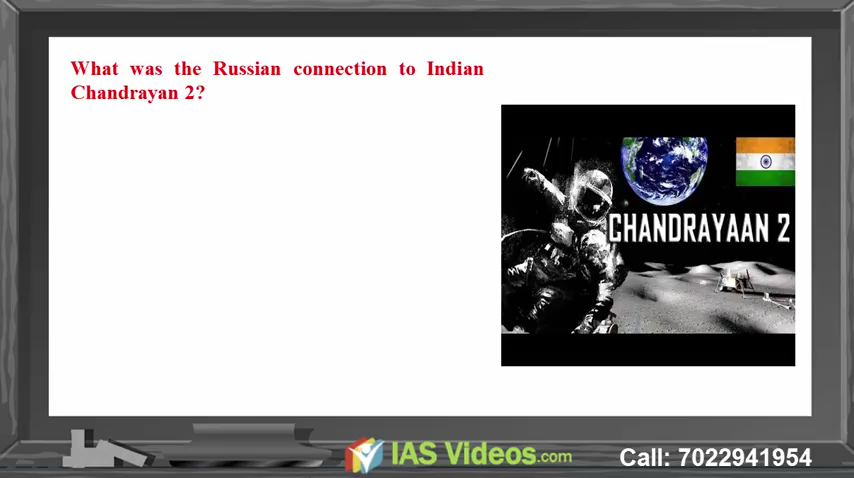 What was the Russian connection to Indian
Chandrayan 2?
CHANDRAYAAN 2
IAS Videos.com
Call: 7022941954